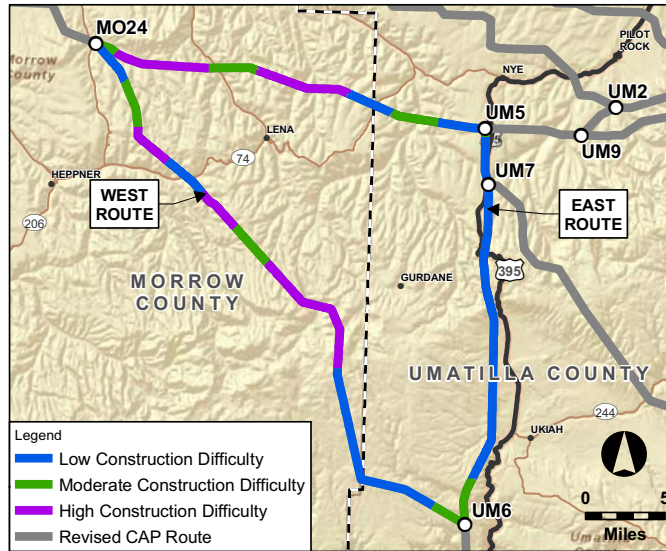 MO24
PILOT
ROCK
Morrow
County
NYE
UM2
UM5
LENA
UM9
74
HEPPNER
UM7
WEST
ROUTE
EAST
ROUTE
206
395
MORROW
COUNTY
GURDANE
UMATILLA COUNTY
244
UKIAH
Legend
Low Construction Difficulty
Moderate Construction Difficulty
High Construction Difficulty
Revised CAP Route
UM6
0 5
Miles
Umatilla